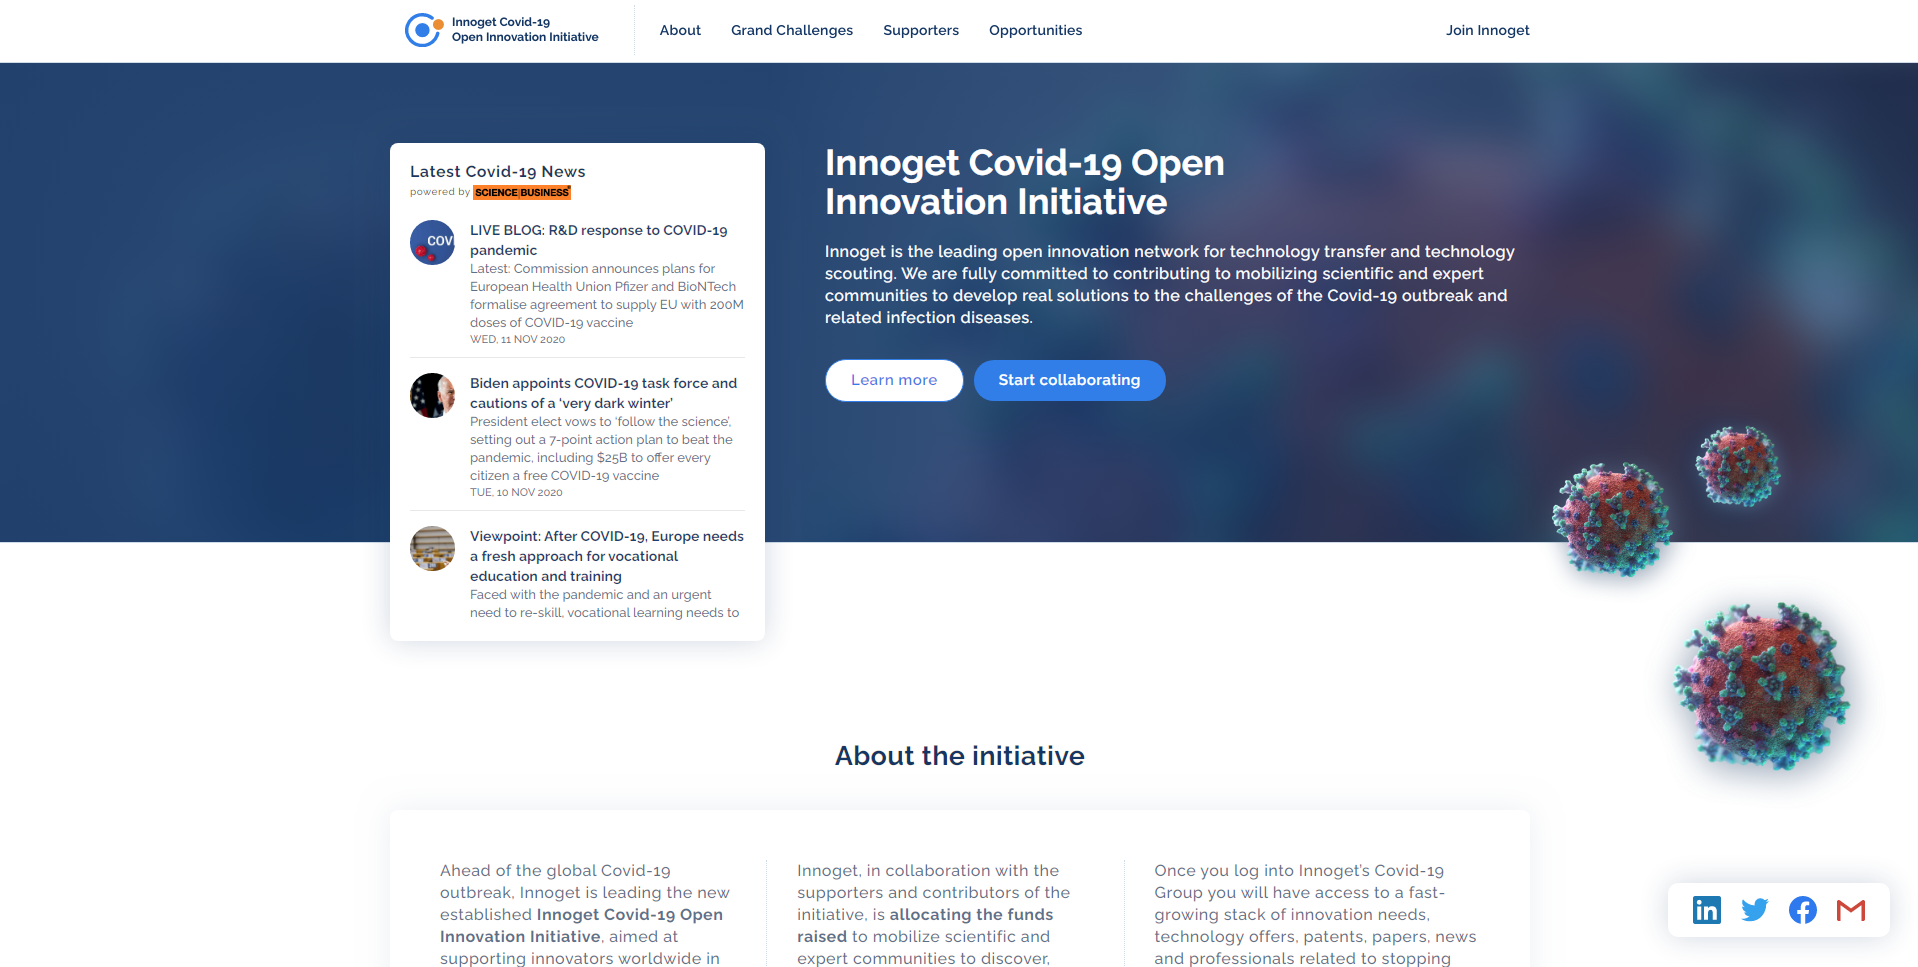 Innoget Covid-19
Open Innovation Initiative
About
Grand Challenges
Supporters
Opportunities
Join Innoget
Latest Covid-19 News
powered by SCIENCE|BUSINESS
COVI
LIVE BLOG: R&D response to COVID-19
pandemic
Latest: Commission announces plans for
European Health Union Pfizer and BioNTech
formalise agreement to supply EU with 200M
doses of COVID-19 vaccine
WED, 11 NOV 2020
Biden appoints COVID-19 task force and
cautions of a ‘very dark winter’
President elect vows to ‘follow the science’,
setting out a 7-point action plan to beat the
pandemic, including $25B to offer every
citizen a free COVID-19 vaccine
TUE, 10 NOV 2020
Viewpoint: After COVID-19, Europe needs
a fresh approach for vocational
education and training
Faced with the pandemic and an urgent
need to re-skill, vocational learning needs to
Innoget Covid-19 Open
Innovation Initiative
Innoget is the leading open innovation network for technology transfer and technology
scouting. We are fully committed to contributing to mobilizing scientific and expert
communities to develop real solutions to the challenges of the Covid-19 outbreak and
related infection diseases.
Learn more
Start collaborating
About the initiative
Ahead of the global Covid-19
outbreak, Innoget is leading the new
established Innoget Covid-19 Open
Innovation Initiative, aimed at
supporting innovators worldwide in
Innoget, in collaboration with the
supporters and contributors of the
initiative, is allocating the funds
raised to mobilize scientific and
expert communities to discover,
Once you log into Innoget’s Covid-19
Group you will have access to a fast-
growing stack of innovation needs,
technology offers, patents, papers, news
and professionals related to stopping
in